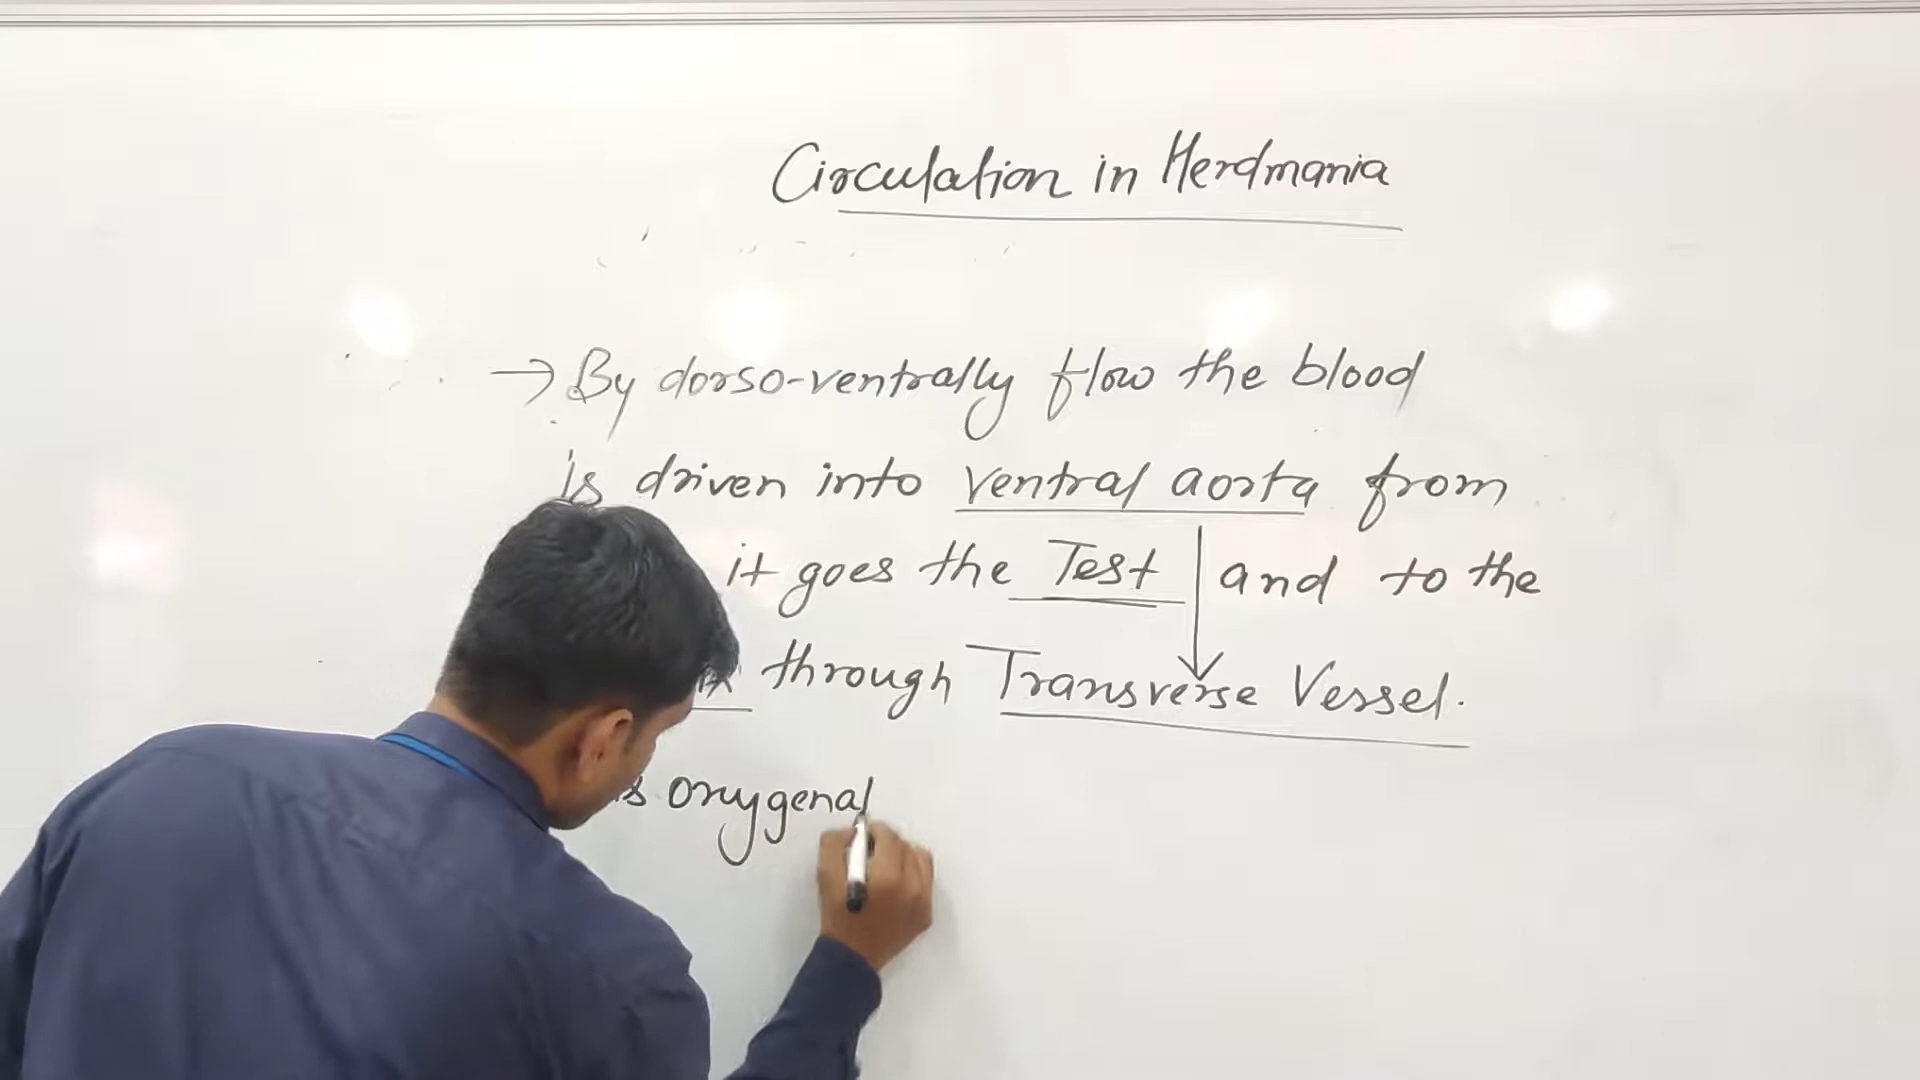 Circulation in Herdmania
→ By dorso-ventrally flow the blood
is driven into ventral aorta from
it goes the Test and to the
through Transverse Vessel.
oxygenat